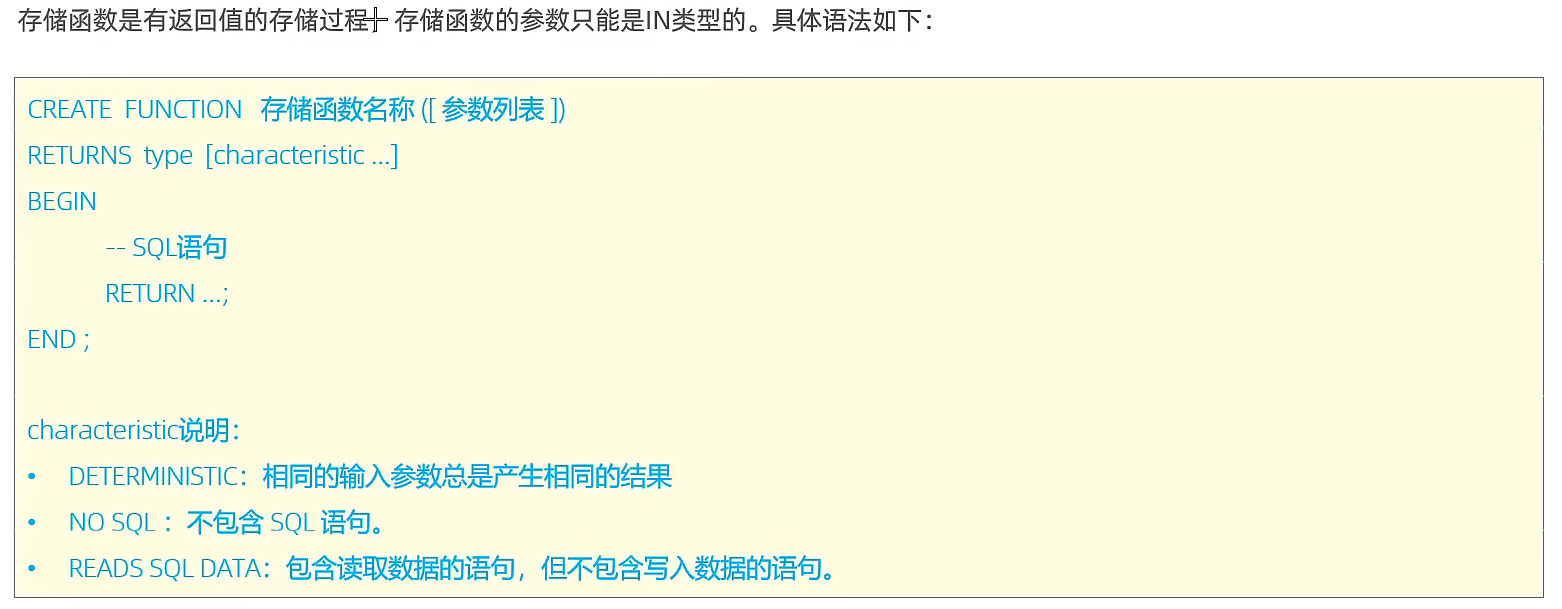 存储函数是有返回值的存储过程，存储函数的参数只能是IN类型的。具体语法如下：
CREATE FUNCTION 存储函数名称 ([ 参数列表 ])
RETURNS type [characteristic ...]
BEGIN
-- SQL语句
RETURN ...;
END ;
characteristic说明：
• DETERMINISTIC：相同的输入参数总是产生相同的结果
• NO SQL ：不包含 SQL 语句。
• READS SQL DATA：包含读取数据的语句，但不包含写入数据的语句。